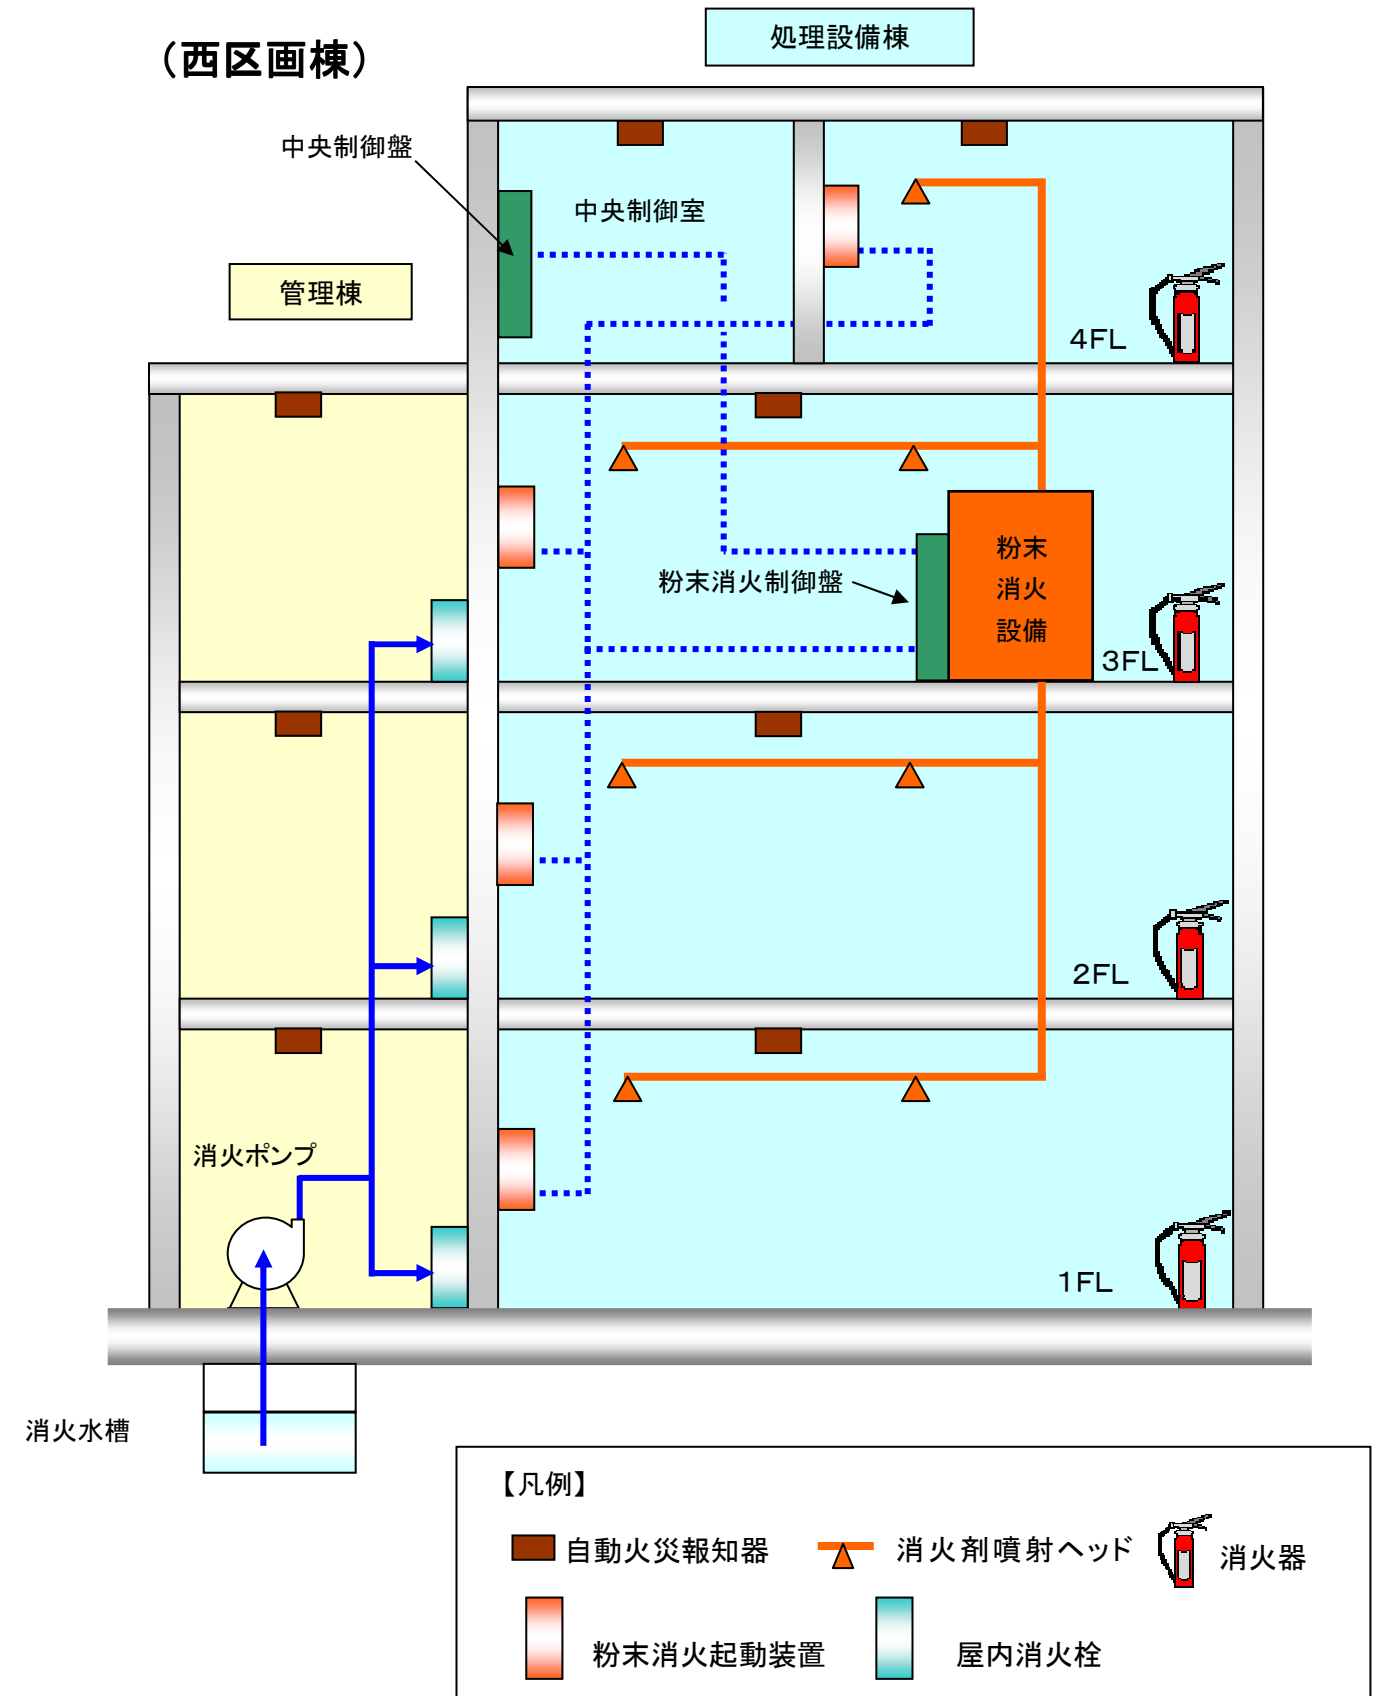 （西区画棟）
処理設備棟
中央制御盤
中央制御室
管理棟
4FL
粉末
消火
設備
粉末消火制御盤
3FL
2FL
消火ポンプ
1FL
消火水槽
【凡例】
自動火災報知器
消火剤噴射ヘッド
消火器
粉末消火起動装置
屋内消火栓